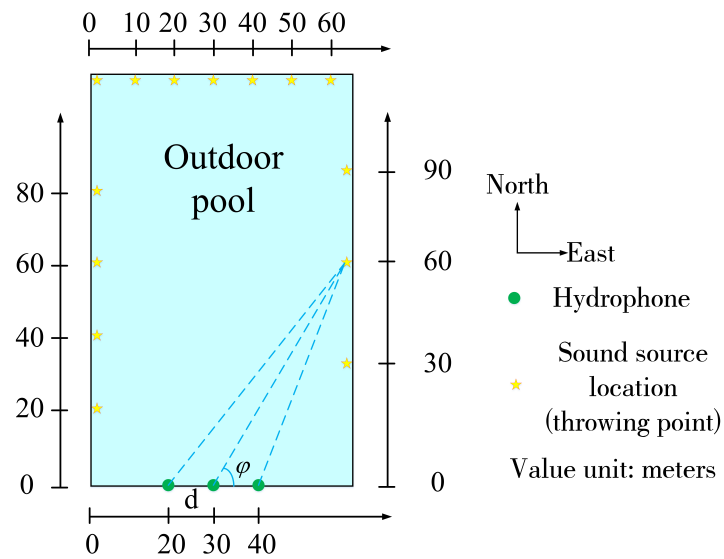 0 10 20 30 40 50 60
Outdoor
pool
80
60
40
20
0
90
60
30
0
φ
d
0 20 30 40
North
East
Hydrophone
Sound source
location
(throwing point)
Value unit: meters